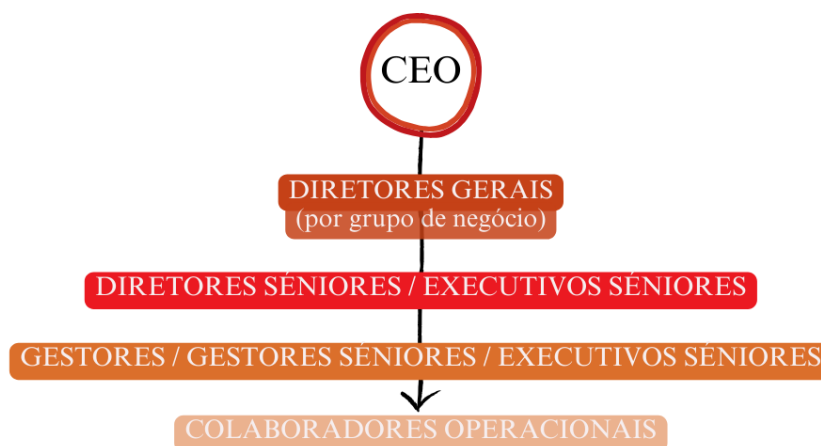 CEO
DIRETORES GERAIS
(por grupo de negócio)
DIRETORES SÉNIORES / EXECUTIVOS SÉNIORES
GESTORES / GESTORES SÉNIORES / EXECUTIVOS SÉNIORES
COLABORADORES OPERACIONAIS